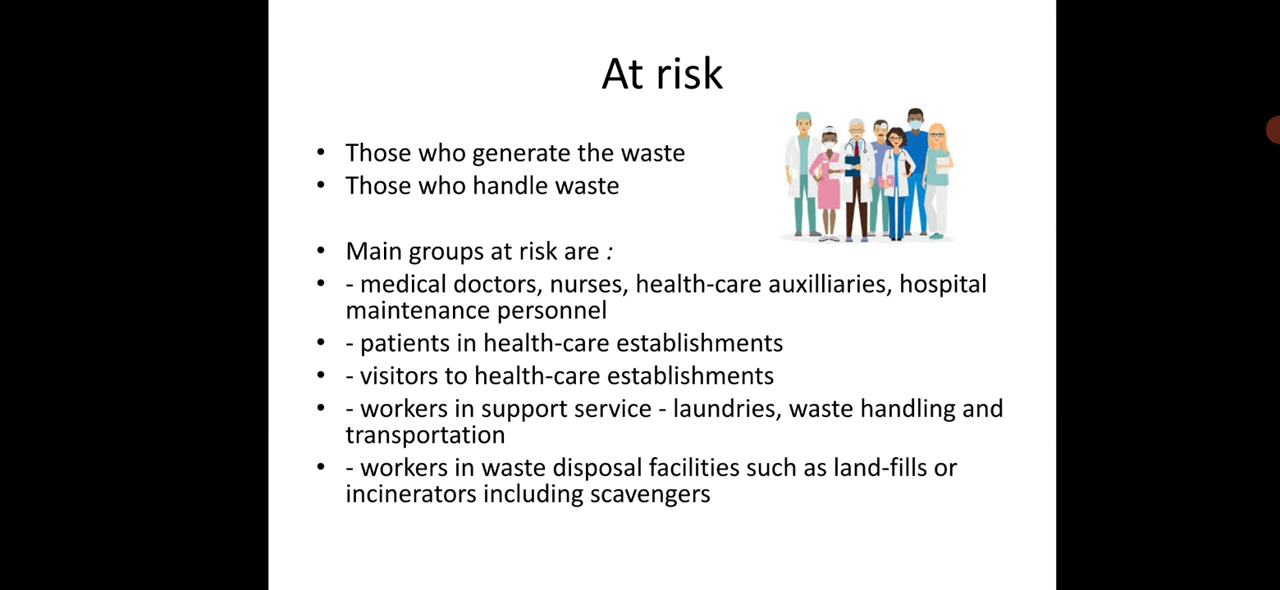 At risk
• Those who generate the waste
• Those who handle waste
• Main groups at risk are :
• - medical doctors, nurses, health-care auxilliaries, hospital
maintenance personnel
• - patients in health-care establishments
• - visitors to health-care establishments
• - workers in support service - laundries, waste handling and
transportation
• - workers in waste disposal facilities such as land-fills or
incinerators including scavengers